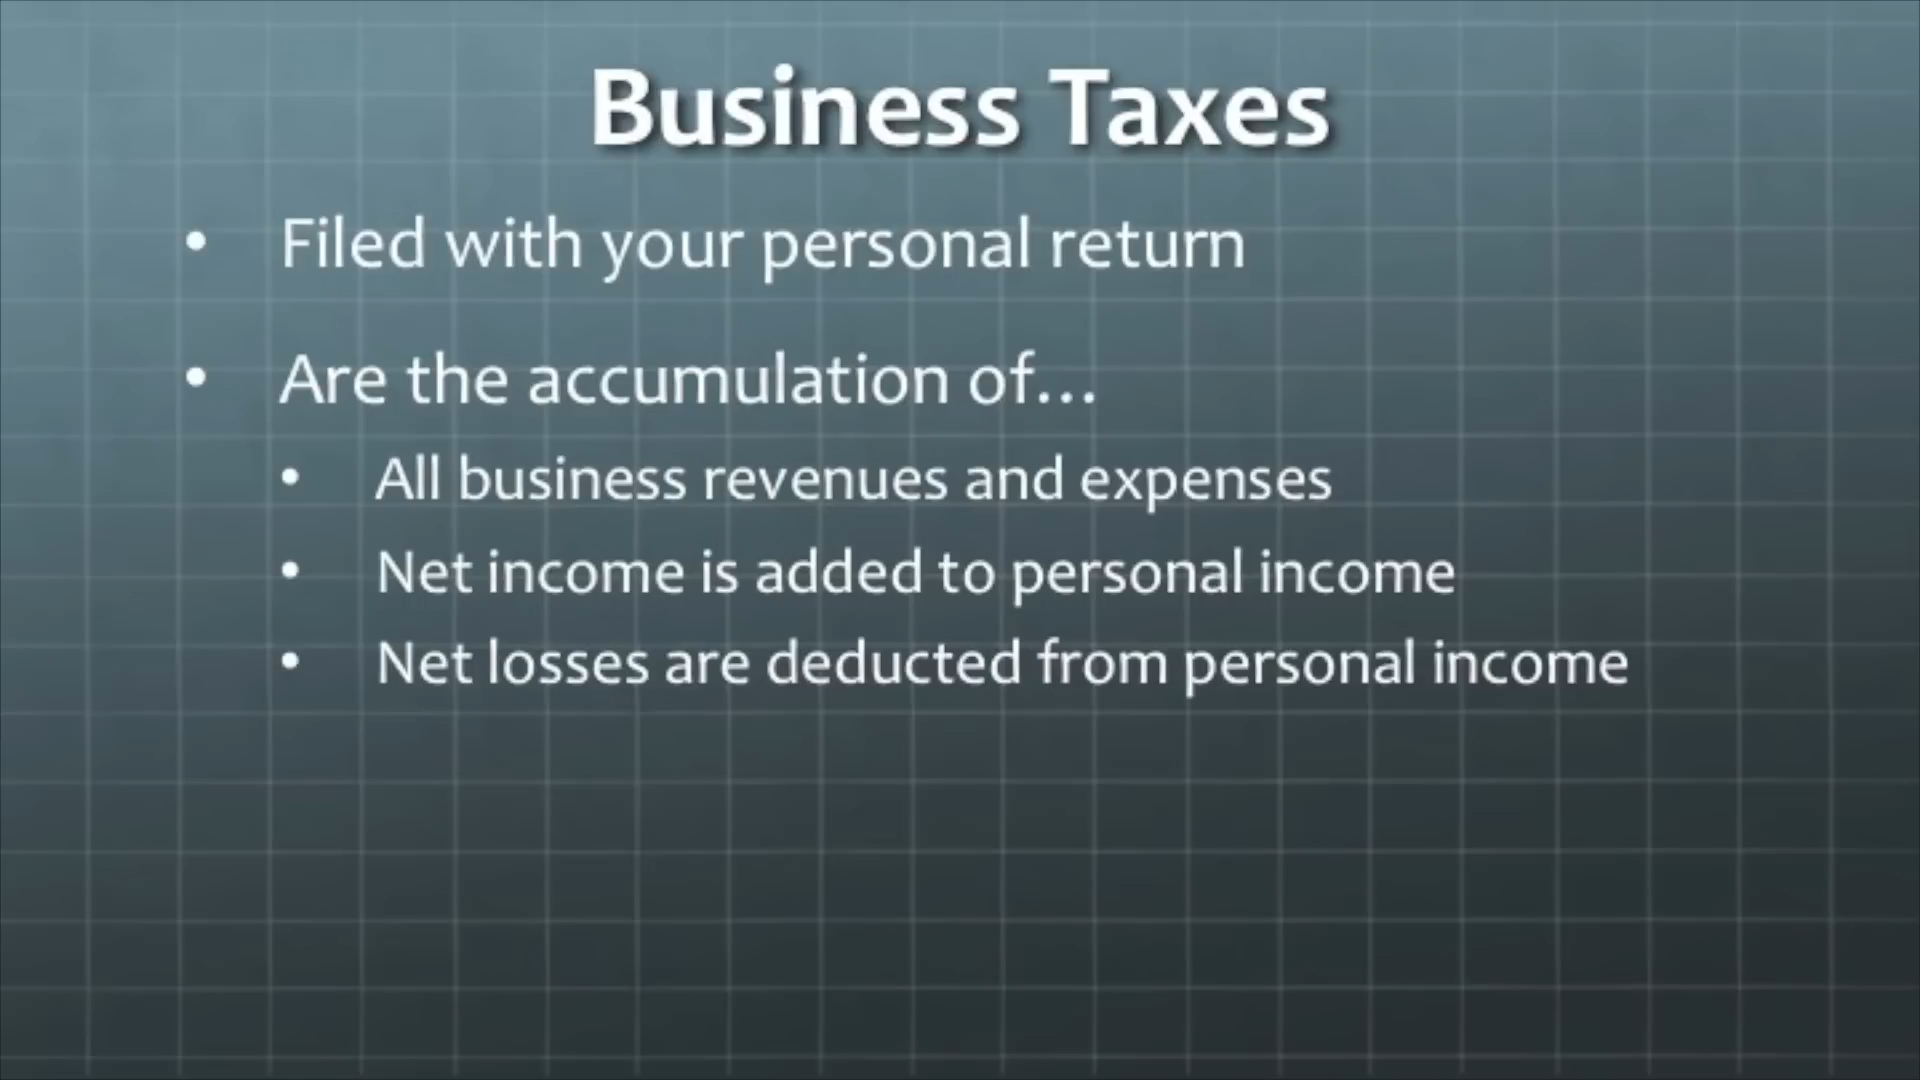 Business Taxes
• Filed with your personal return
• Are the accumulation of...
• All business revenues and expenses
• Net income is added to personal income
• Net losses are deducted from personal income